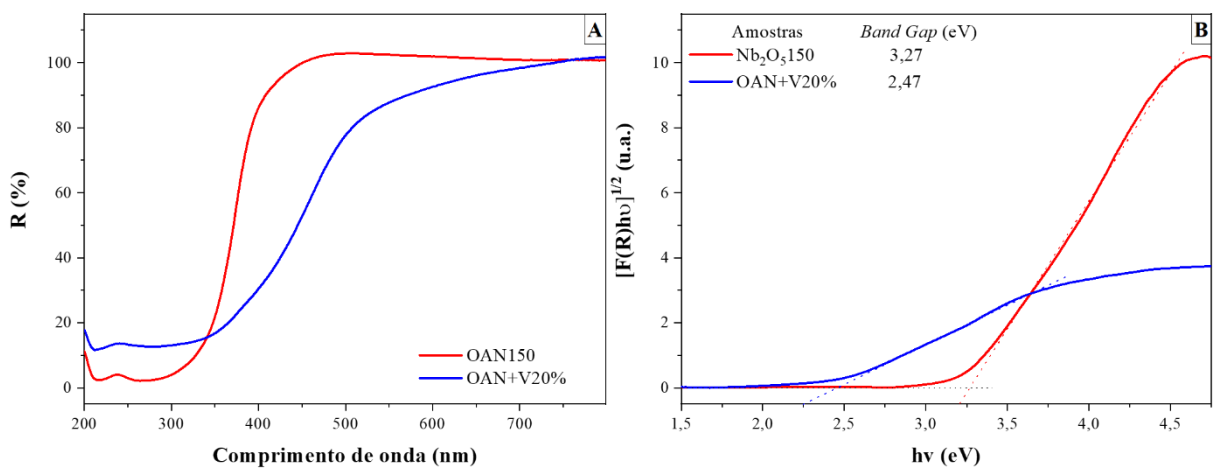 A
R (%)
100
80
60
40
20
0
200
300
400
500
600
700
Comprimento de onda (nm)
OAN150
OAN+V20%
B
Amostras Band Gap (eV)
Nb₂O₅150 3,27
OAN+V20% 2,47
[F(R)hυ]^1/2 (u.a.)
10
8
6
4
2
0
1,5
2,0
2,5
3,0
3,5
4,0
4,5
hν (eV)